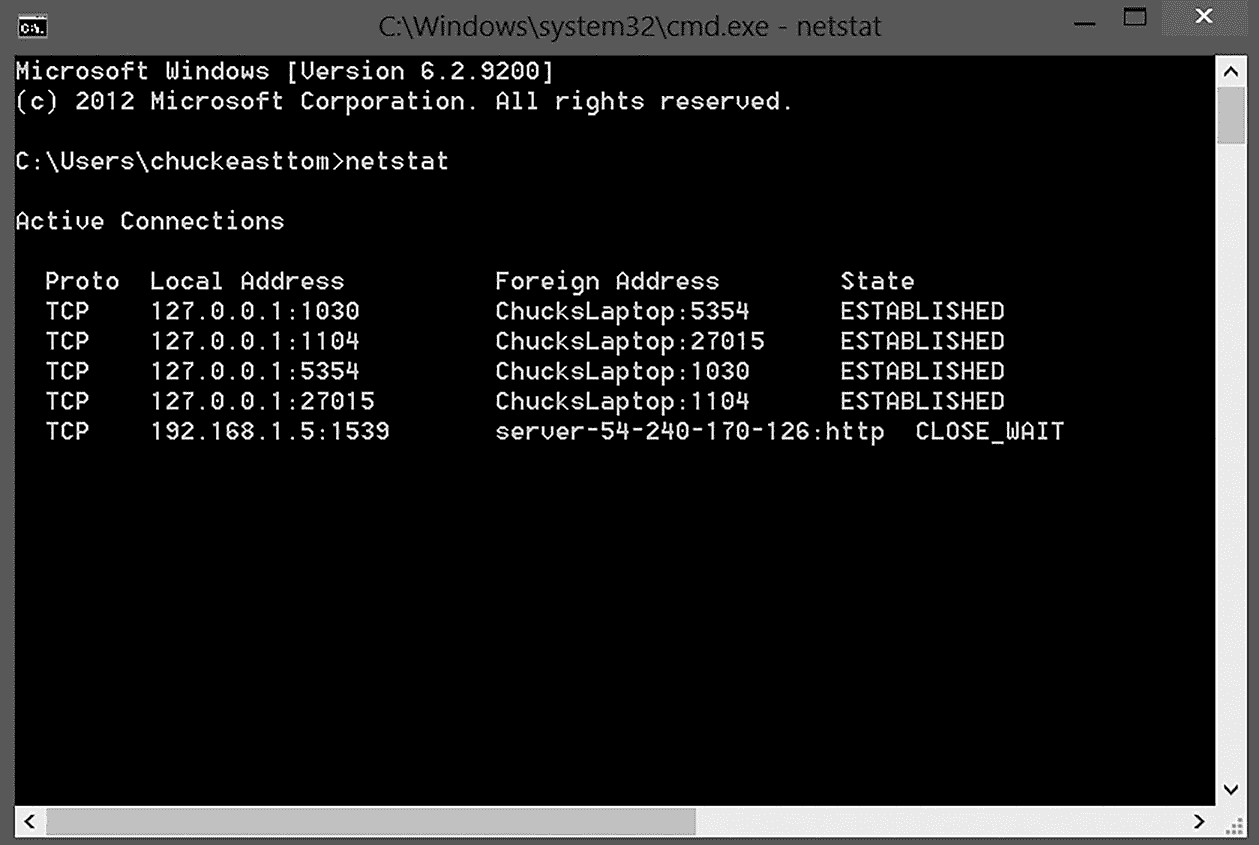 C:\Windows\system32\cmd.exe - netstat
Microsoft Windows [Version 6.2.9200]
(c) 2012 Microsoft Corporation. All rights reserved.
C:\Users\chuckeasttom>netstat
Active Connections
Proto  Local Address          Foreign Address        State
TCP    127.0.0.1:1030         ChucksLaptop:5354      ESTABLISHED
TCP    127.0.0.1:1104         ChucksLaptop:27015     ESTABLISHED
TCP    127.0.0.1:5354         ChucksLaptop:1030      ESTABLISHED
TCP    127.0.0.1:27015        ChucksLaptop:1104      ESTABLISHED
TCP    192.168.1.5:1539       server-54-240-170-126:http  CLOSE_WAIT